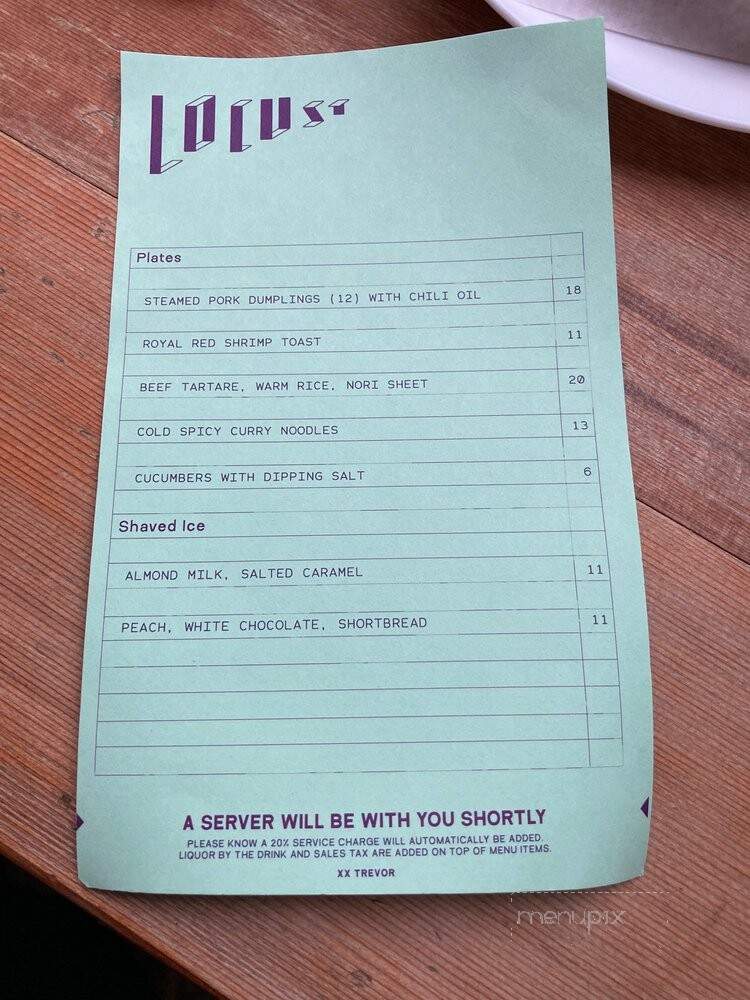 LOCUST
Plates
STEAMED PORK DUMPLINGS (12) WITH CHILI OIL 18
ROYAL RED SHRIMP TOAST 11
BEEF TARTARE, WARM RICE, NORI SHEET 20
COLD SPICY CURRY NOODLES 13
CUCUMBERS WITH DIPPING SALT 6
Shaved Ice
ALMOND MILK, SALTED CARAMEL 11
PEACH, WHITE CHOCOLATE, SHORTBREAD 11
A SERVER WILL BE WITH YOU SHORTLY
PLEASE KNOW A 20% SERVICE CHARGE WILL AUTOMATICALLY BE ADDED.
LIQUOR BY THE DRINK AND SALES TAX ARE ADDED ON TOP OF MENU ITEMS.
XX TREVOR
menupix